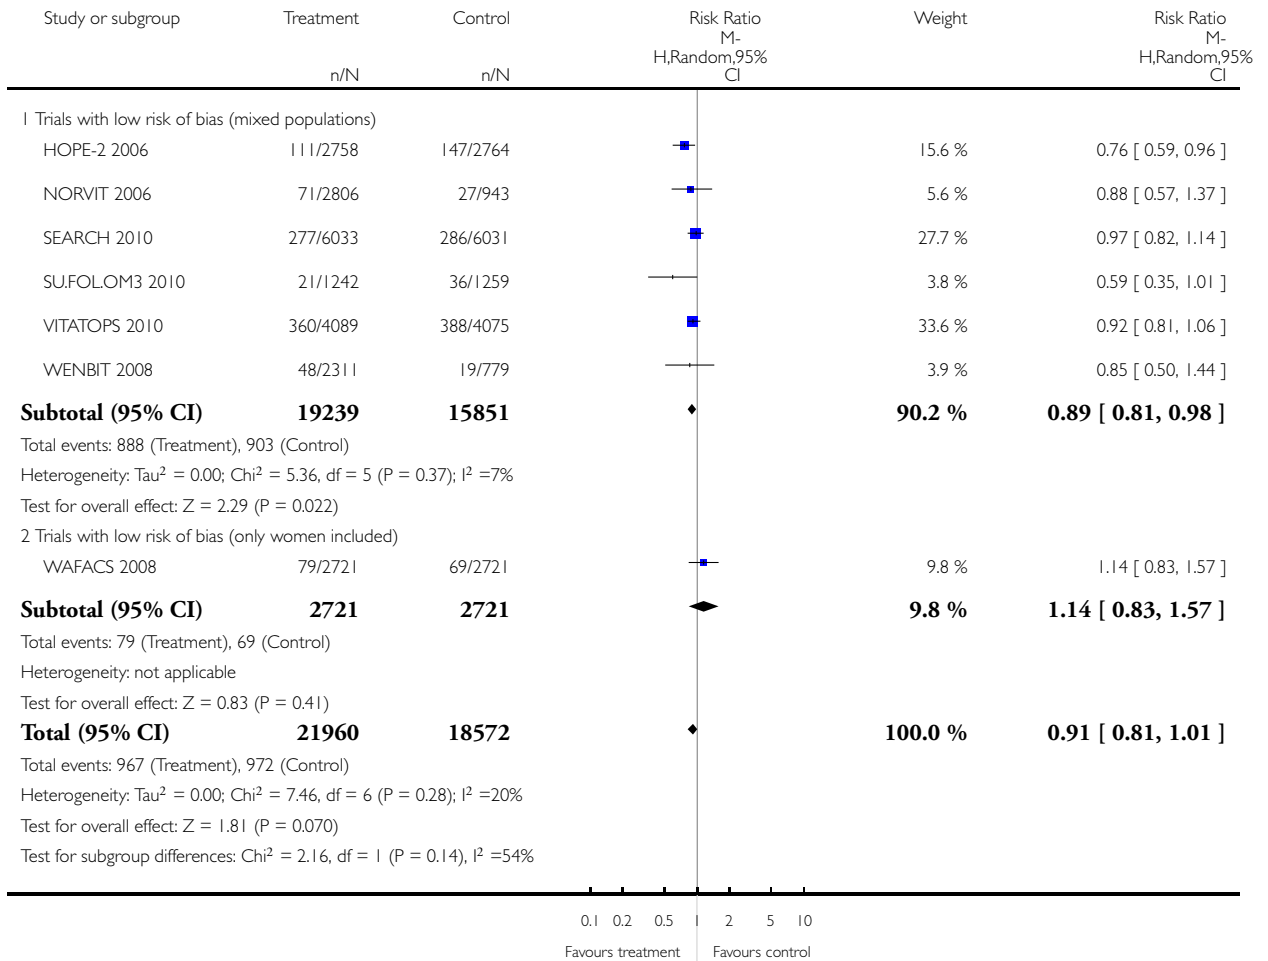 Study or subgroup Treatment Control Risk Ratio Weight Risk Ratio
M- M-
H,Random,95% H,Random,95%
n/N n/N CI CI
1 Trials with low risk of bias (mixed populations)
HOPE-2 2006 111/2758 147/2764 15.6 % 0.76 [ 0.59, 0.96 ]
NORVIT 2006 71/2806 27/943 5.6 % 0.88 [ 0.57, 1.37 ]
SEARCH 2010 277/6033 286/6031 27.7 % 0.97 [ 0.82, 1.14 ]
SU.FOL.OM3 2010 21/1242 36/1259 3.8 % 0.59 [ 0.35, 1.01 ]
VITATOPS 2010 360/4089 388/4075 33.6 % 0.92 [ 0.81, 1.06 ]
WENBIT 2008 48/2311 19/779 3.9 % 0.85 [ 0.50, 1.44 ]
Subtotal (95% CI) 19239 15851 90.2 % 0.89 [ 0.81, 0.98 ]
Total events: 888 (Treatment), 903 (Control)
Heterogeneity: Tau² = 0.00; Chi² = 5.36, df = 5 (P = 0.37); I² =7%
Test for overall effect: Z = 2.29 (P = 0.022)
2 Trials with low risk of bias (only women included)
WAFACS 2008 79/2721 69/2721 9.8 % 1.14 [ 0.83, 1.57 ]
Subtotal (95% CI) 2721 2721 9.8 % 1.14 [ 0.83, 1.57 ]
Total events: 79 (Treatment), 69 (Control)
Heterogeneity: not applicable
Test for overall effect: Z = 0.83 (P = 0.41)
Total (95% CI) 21960 18572 100.0 % 0.91 [ 0.81, 1.01 ]
Total events: 967 (Treatment), 972 (Control)
Heterogeneity: Tau² = 0.00; Chi² = 7.46, df = 6 (P = 0.28); I² =20%
Test for overall effect: Z = 1.81 (P = 0.070)
Test for subgroup differences: Chi² = 2.16, df = 1 (P = 0.14), I² =54%
0.1 0.2 0.5 1 2 5 10
Favours treatment Favours control